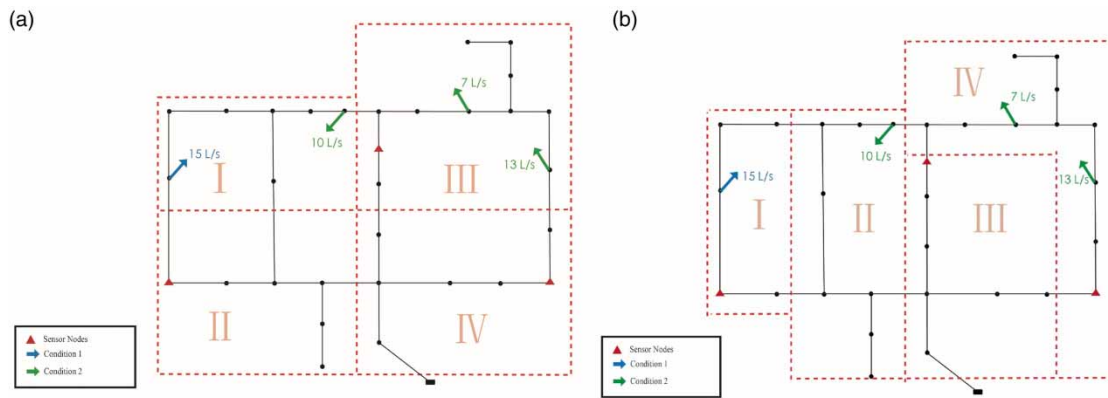 (a)
7 L/s
10 L/s
15 L/s
13 L/s
I
III
II
IV
Sensor Nodes
Condition 1
Condition 2
(b)
IV
7 L/s
10 L/s
15 L/s
13 L/s
I
II
III
Sensor Nodes
Condition 1
Condition 2